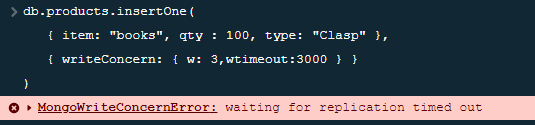 db.products.insertOne(
{ item: "books", qty : 100, type: "Clasp" },
{ writeConcern: { w: 3,wtimeout:3000 } }
)
MongoWriteConcernError: waiting for replication timed out